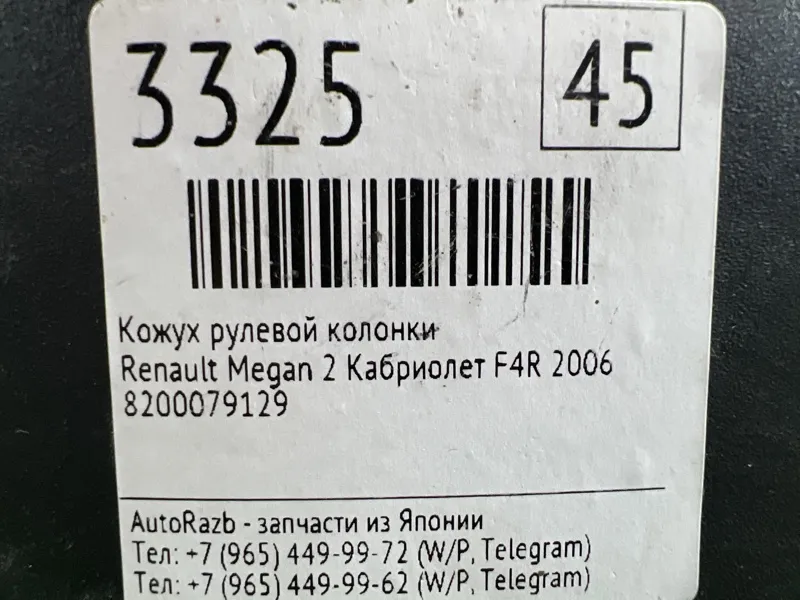 3325
45
Кожух рулевой колонки
Renault Megan 2 Кабриолет F4R 2006
8200079129
AutoRazb - запчасти из Японии
Тел: +7 (965) 449-99-72 (W/P, Telegram)
Тел: +7 (965) 449-99-62 (W/P, Telegram)